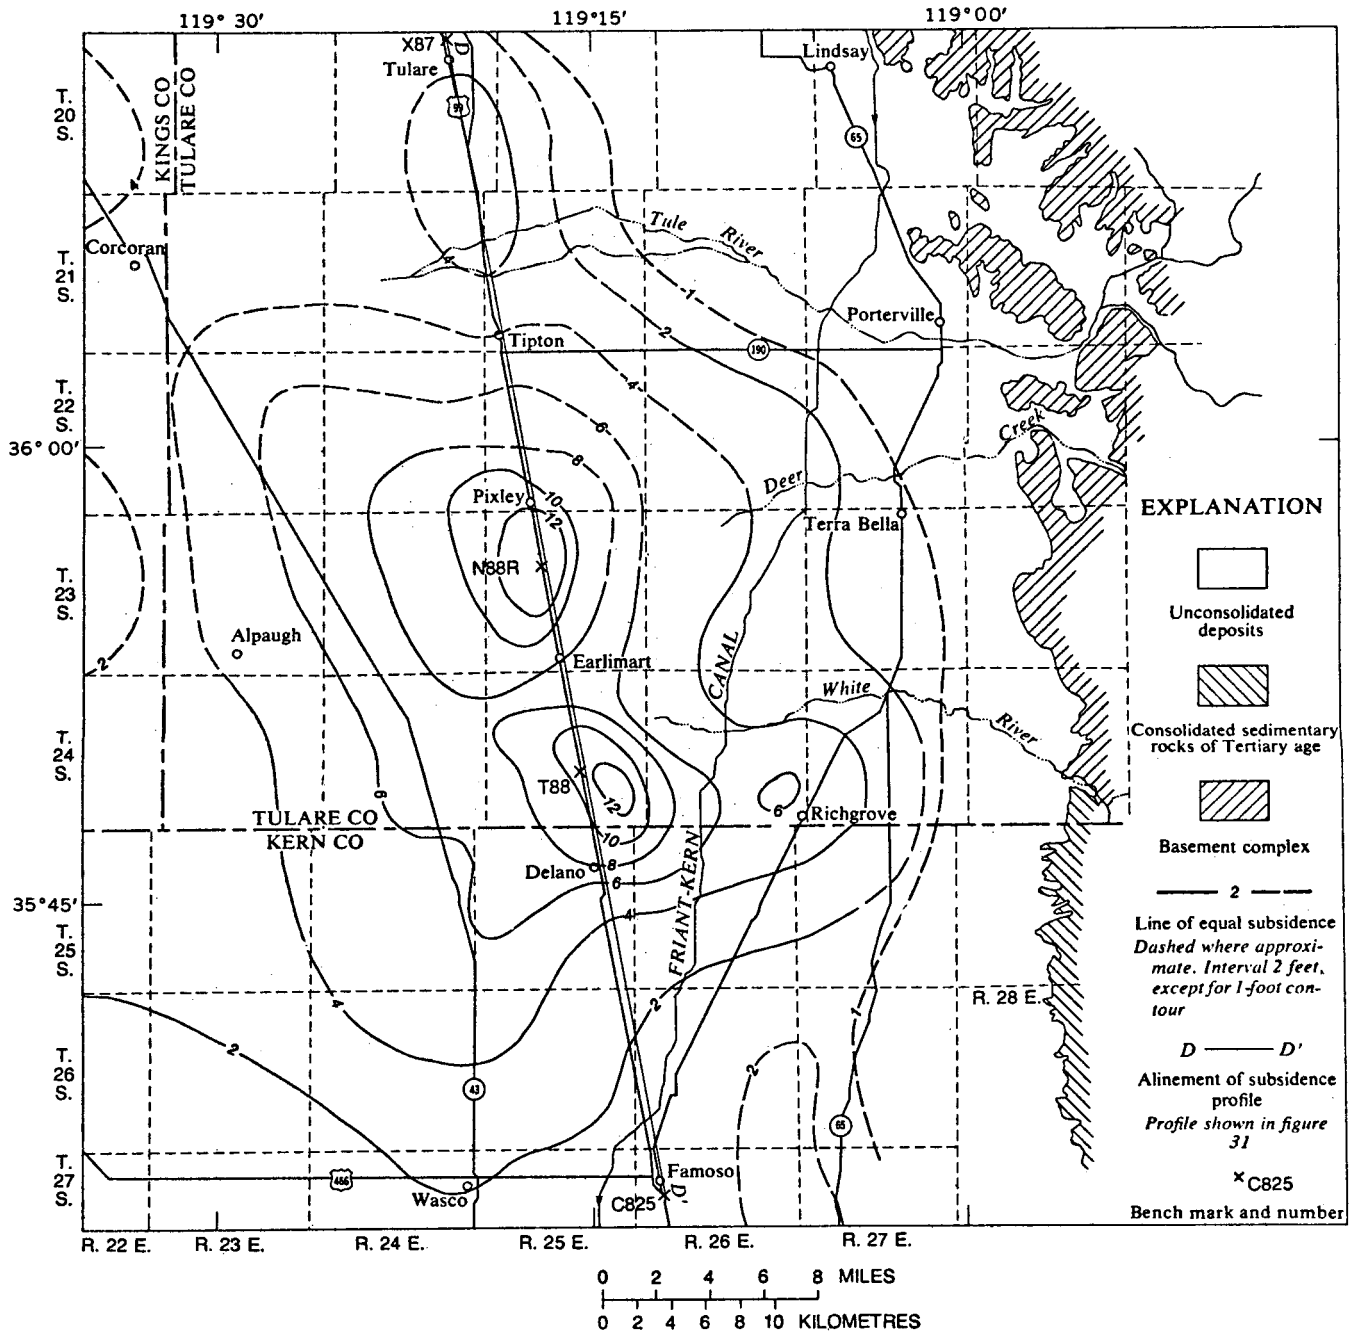 119° 30'
119° 15'
119° 00'
X87
D
Tulare
Lindsay
99
65
T.
20
S.
KINGS CO
TULARE CO
4
Corcoran
Tule
River
T.
21
S.
4
1
2
Porterville
Tipton
190
4
T.
22
S.
6
Creek
36° 00'
8
Deer
Pixley
10
12
Terra Bella
N88R
T.
23
S.
Alpaugh
Earlimart
CANAL
2
White
River
T.
24
S.
T88
12
6
6
Richgrove
TULARE CO
KERN CO
10
8
Delano
6
FRIANT-KERN
35° 45'
4
T.
25
S.
4
2
1
R. 28 E.
2
T.
26
S.
2
43
65
T.
27
S.
466
Famoso
Wasco
C825
D'
R. 22 E.
R. 23 E.
R. 24 E.
R. 25 E.
R. 26 E.
R. 27 E.
0 2 4 6 8 MILES
0 2 4 6 8 10 KILOMETRES
EXPLANATION
Unconsolidated
deposits
Consolidated sedimentary
rocks of Tertiary age
Basement complex
2
Line of equal subsidence
Dashed where approxi-
mate. Interval 2 feet,
except for 1-foot con-
tour
D D'
Alinement of subsidence
profile
Profile shown in figure
31
×C825
Bench mark and number